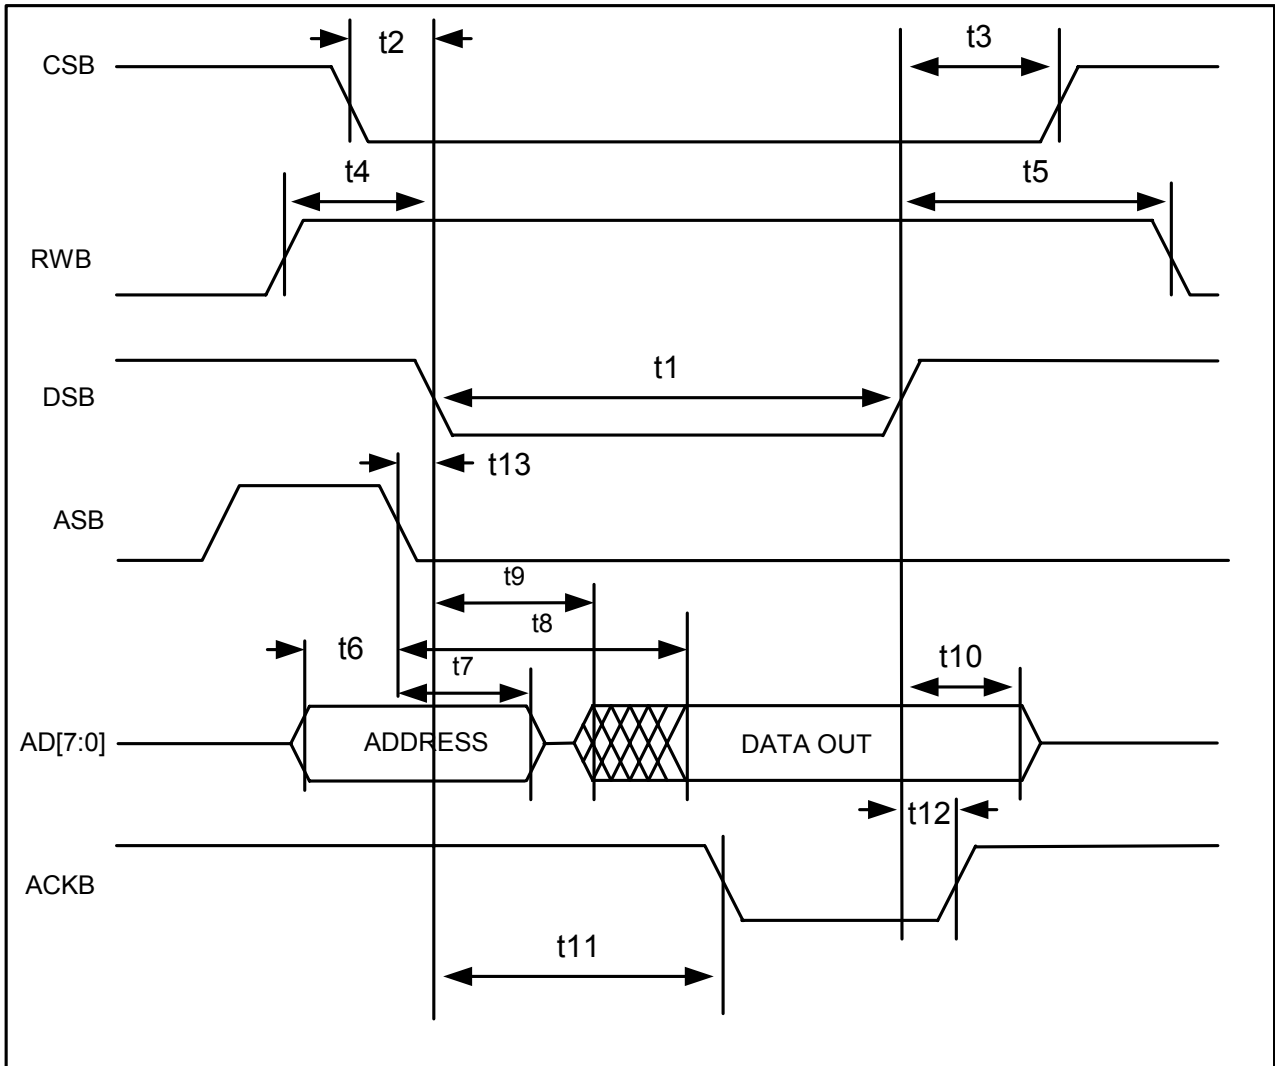 t2
t3
CSB
t4
t5
RWB
t1
DSB
t13
ASB
t9
t8
t6
t7
t10
AD[7:0]
ADDRESS
DATA OUT
t12
ACKB
t11